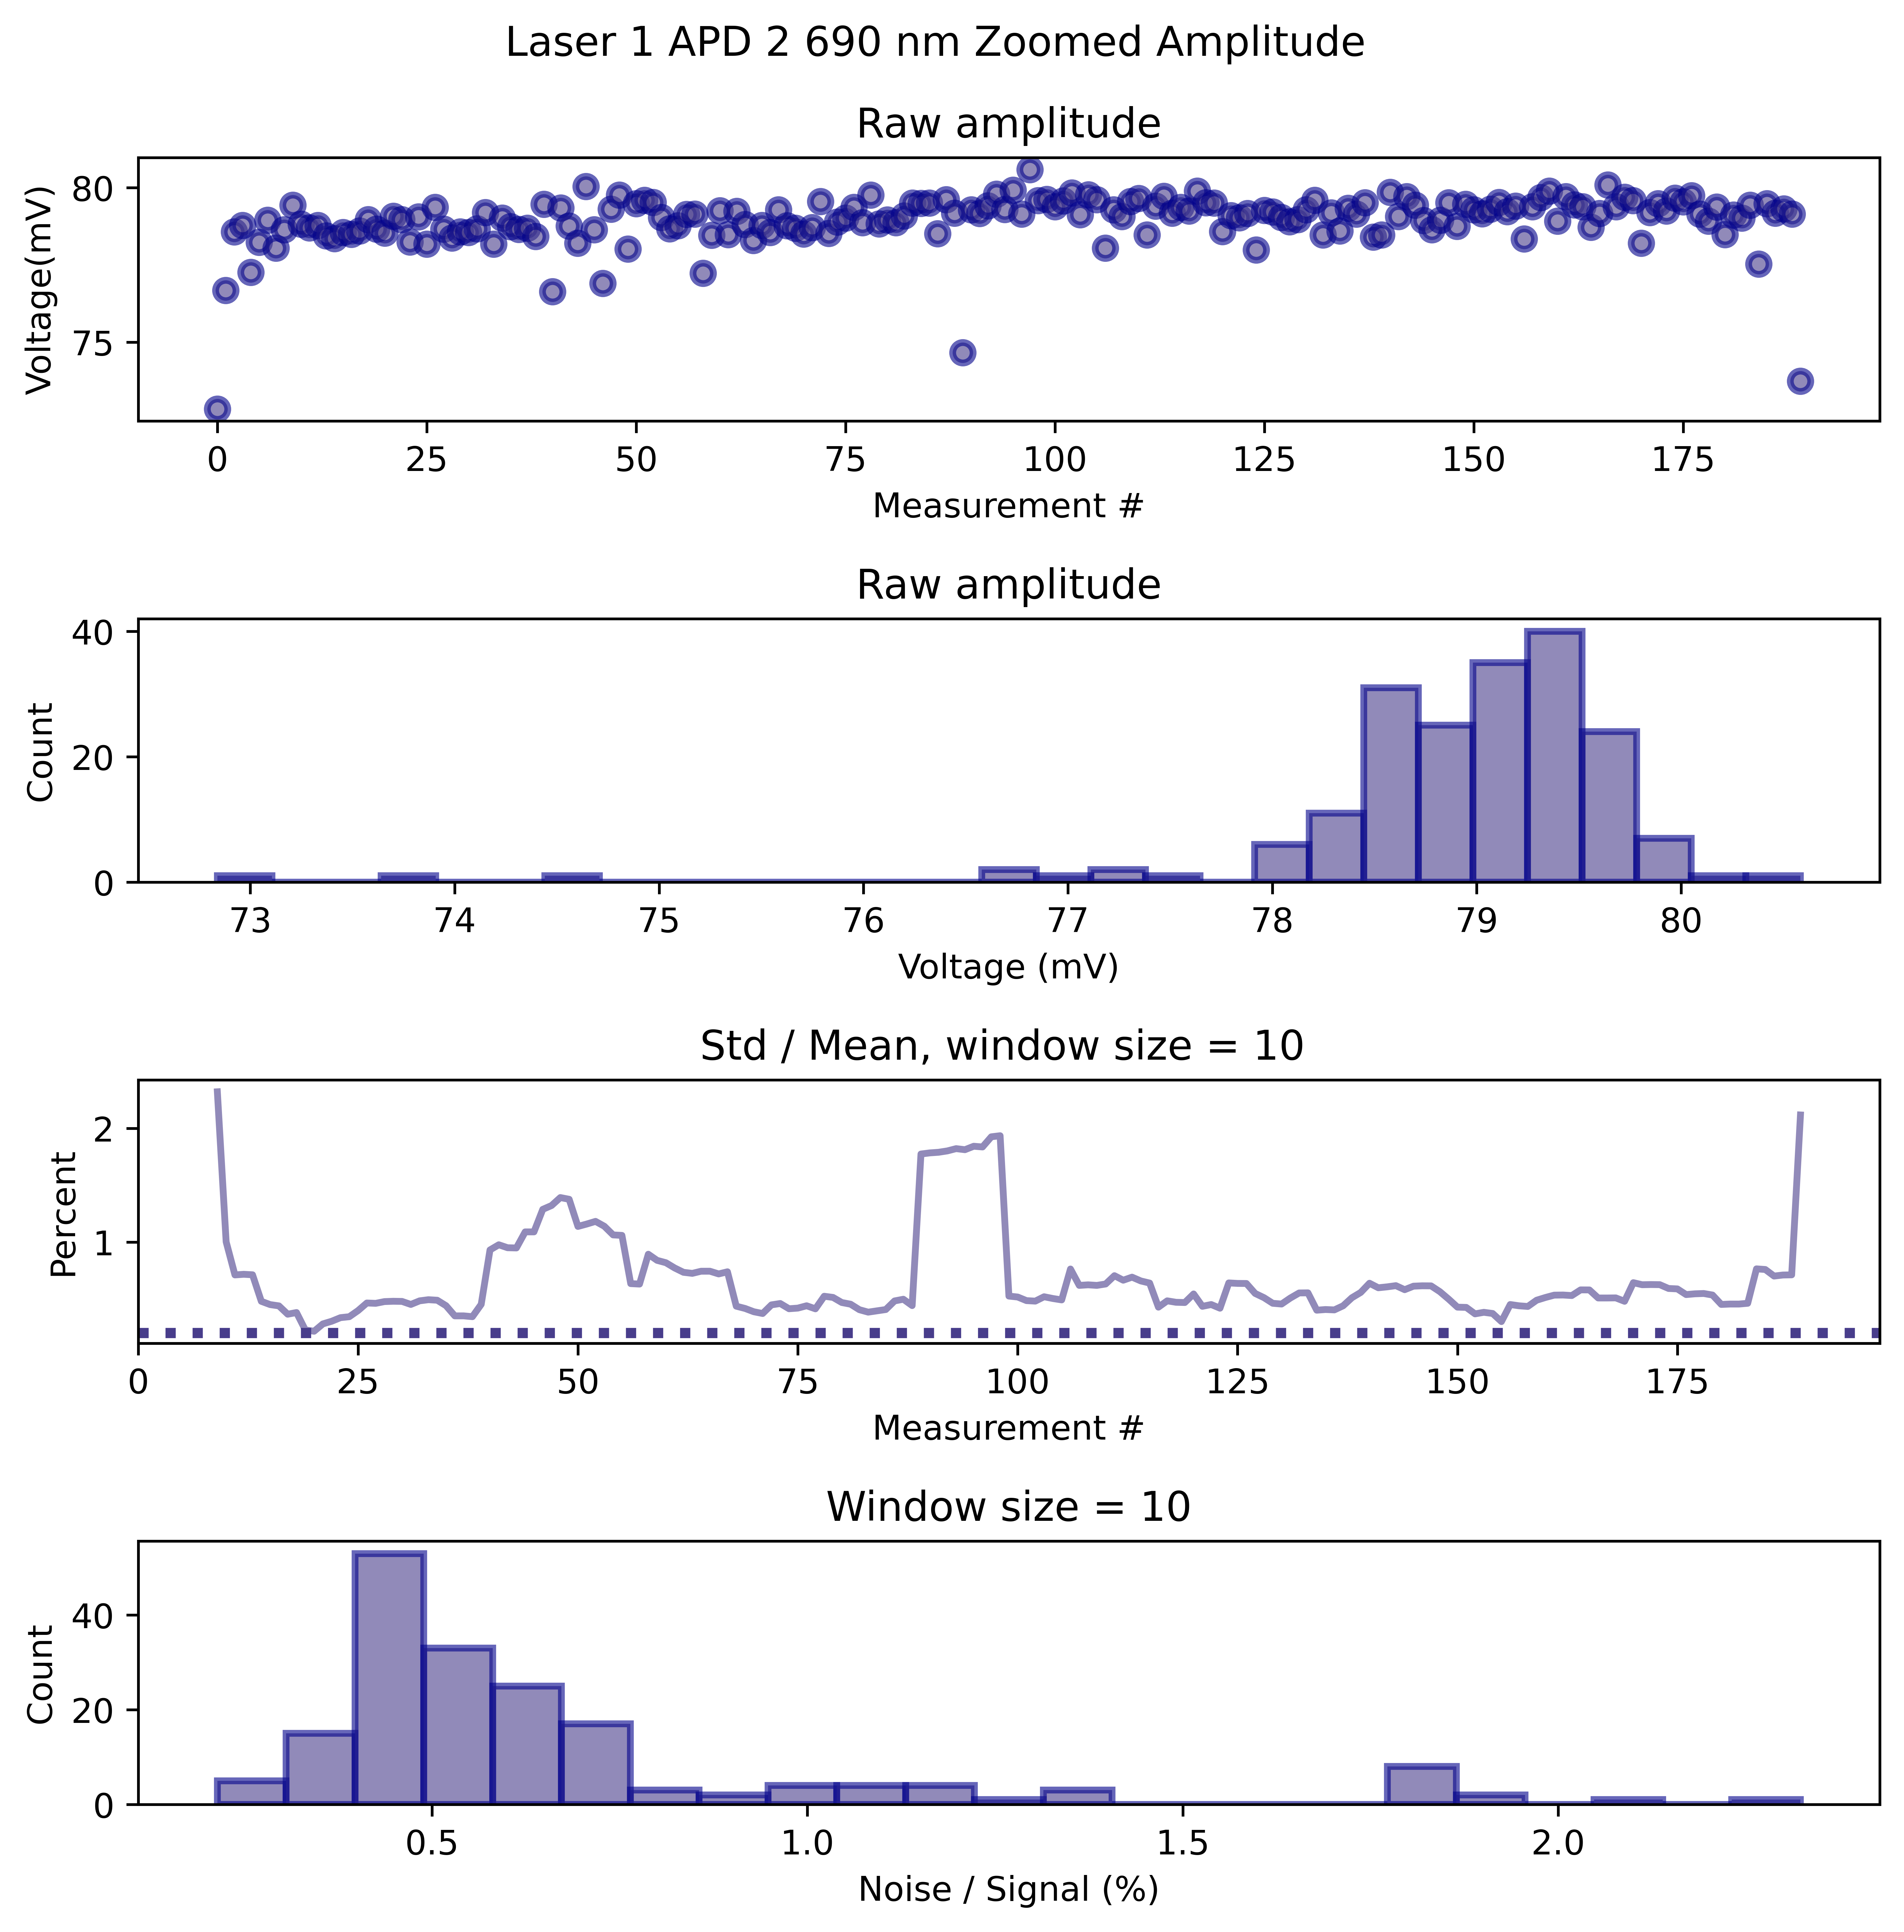 Laser 1 APD 2 690 nm Zoomed Amplitude
Raw amplitude
Voltage(mV)
80
75
0 25 50 75 100 125 150 175
Measurement #
Raw amplitude
Count
40
20
0
73 74 75 76 77 78 79 80
Voltage (mV)
Std / Mean, window size = 10
Percent
2
1
0 25 50 75 100 125 150 175
Measurement #
Window size = 10
Count
40
20
0
0.5 1.0 1.5 2.0
Noise / Signal (%)